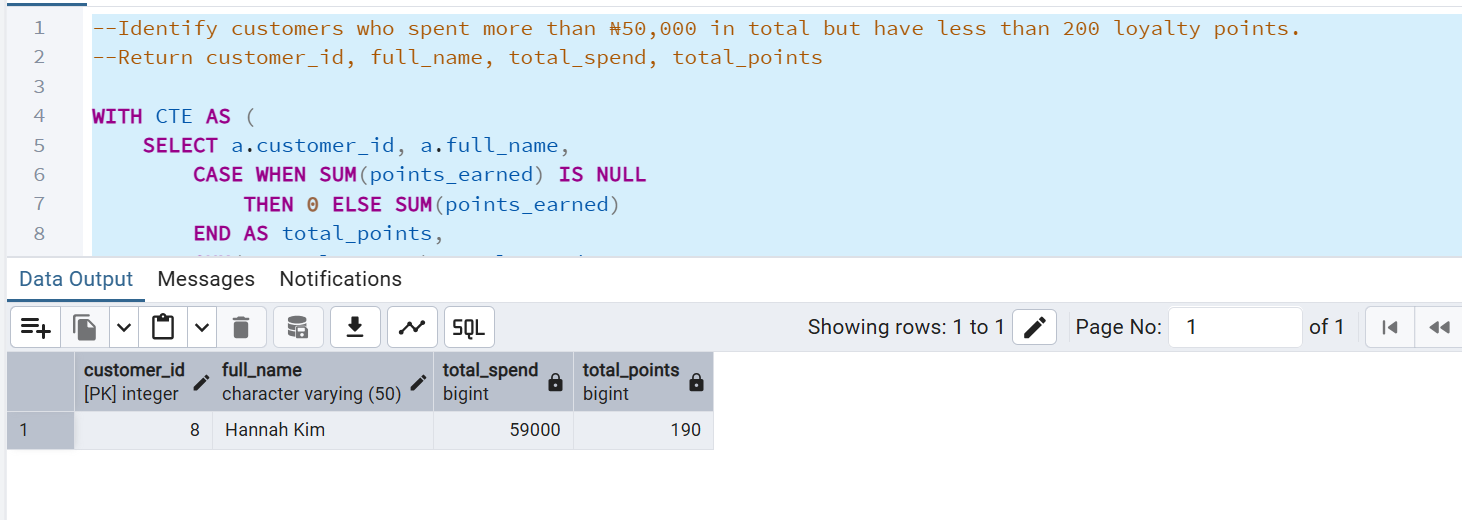 1 --Identify customers who spent more than ₦50,000 in total but have less than 200 loyalty points.
2 --Return customer_id, full_name, total_spend, total_points
3
4 WITH CTE AS (
5 SELECT a.customer_id, a.full_name,
6 CASE WHEN SUM(points_earned) IS NULL
7 THEN 0 ELSE SUM(points_earned)
8 END AS total_points,
Data Output Messages Notifications
SQL Showing rows: 1 to 1 Page No: 1 of 1
customer_id full_name total_spend total_points
[PK] integer character varying (50) bigint bigint
1 8 Hannah Kim 59000 190